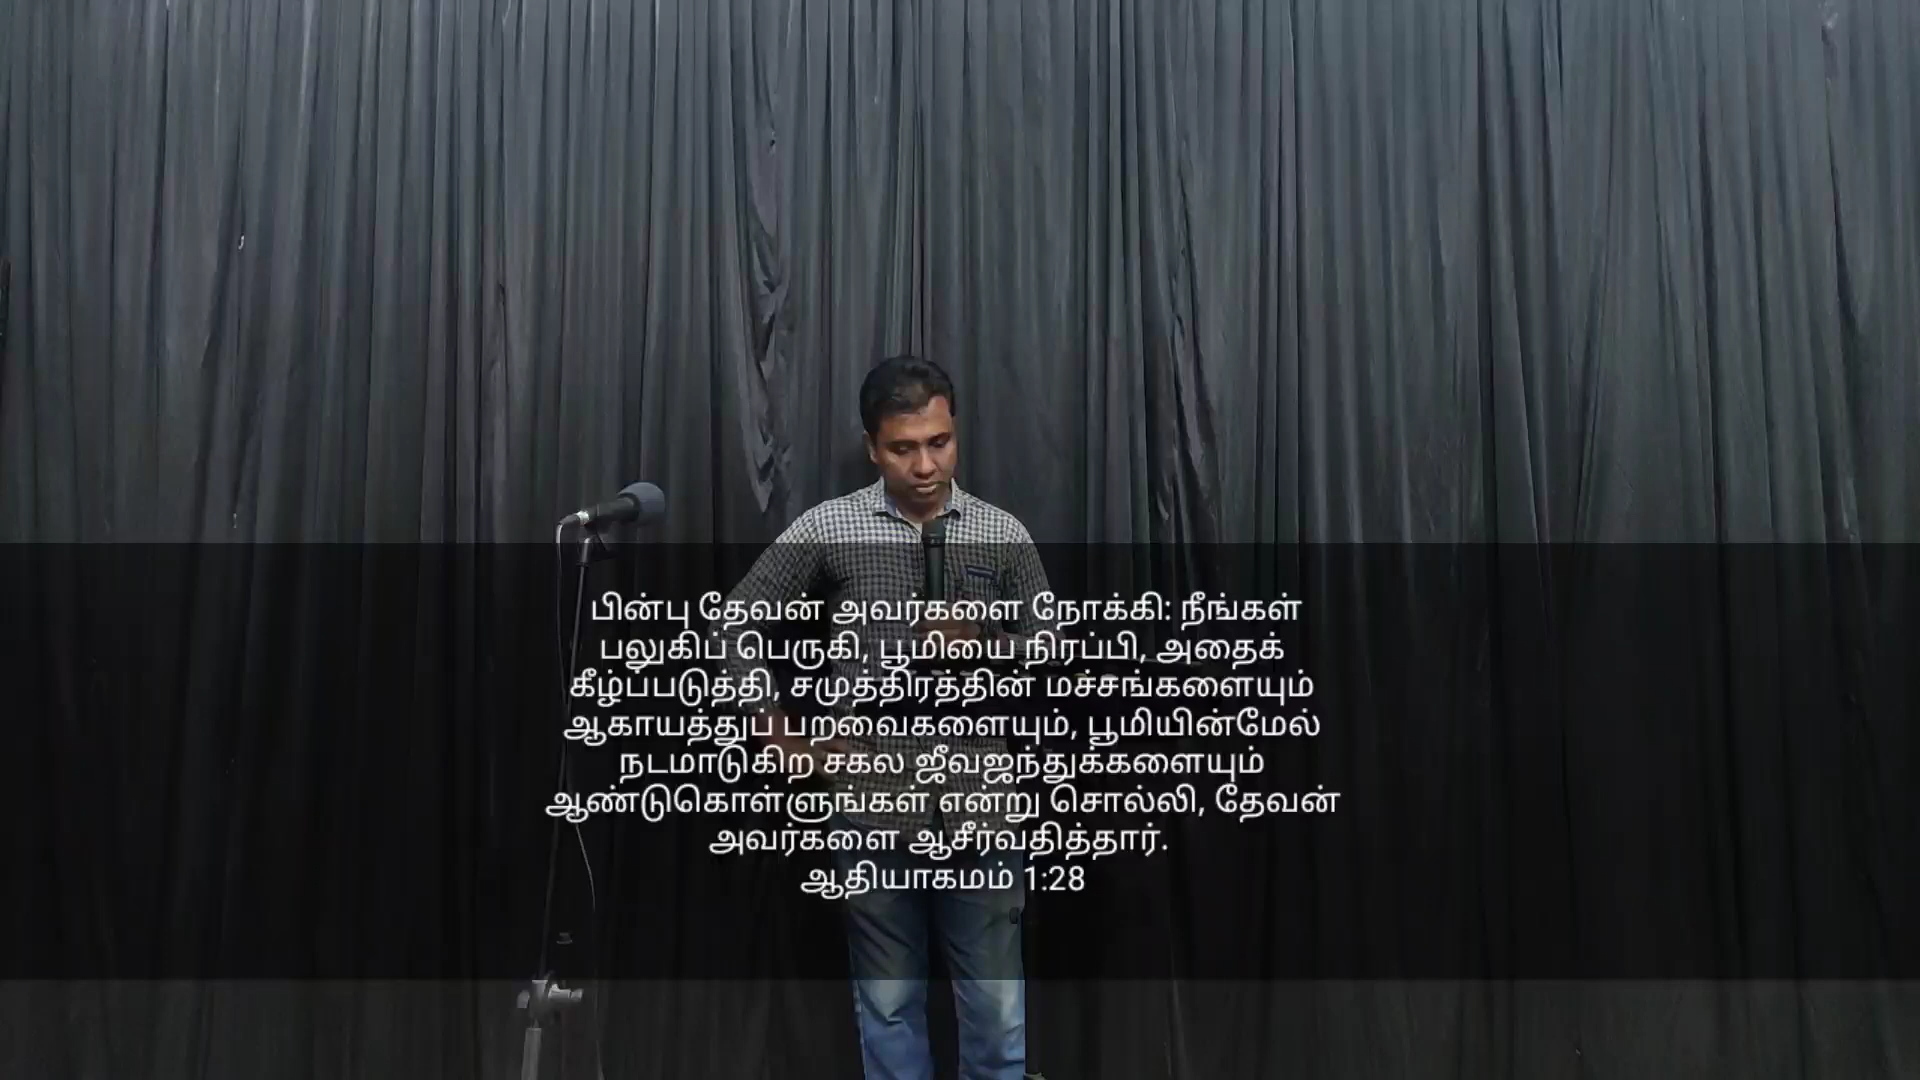 பின்பு தேவன் அவர்களை நோக்கி: நீங்கள்
பலுகிப் பெருகி, பூமியை நிரப்பி, அதைக்
கீழ்ப்படுத்தி, சமுத்திரத்தின் மச்சங்களையும்
ஆகாயத்துப் பறவைகளையும், பூமியின்மேல்
நடமாடுகிற சகல ஜீவஜந்துக்களையும்
ஆண்டுகொள்ளுங்கள் என்று சொல்லி, தேவன்
அவர்களை ஆசீர்வதித்தார்.
ஆதியாகமம் 1:28